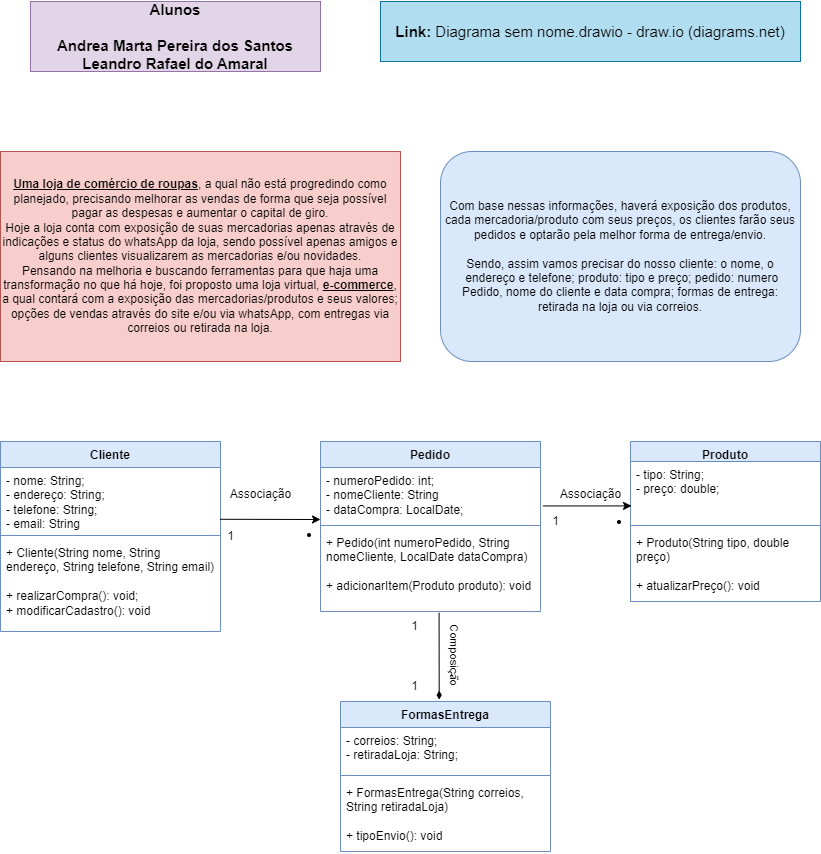 Alunos
Andrea Marta Pereira dos Santos
Leandro Rafael do Amaral
Link: Diagrama sem nome.drawio - draw.io (diagrams.net)
Uma loja de comércio de roupas, a qual não está progredindo como
planejado, precisando melhorar as vendas de forma que seja possível
pagar as despesas e aumentar o capital de giro.
Hoje a loja conta com exposição de suas mercadorias apenas através de
indicações e status do whatsApp da loja, sendo possível apenas amigos e
alguns clientes visualizarem as mercadorias e/ou novidades.
Pensando na melhoria e buscando ferramentas para que haja uma
transformação no que há hoje, foi proposto uma loja virtual, e-commerce,
a qual contará com a exposição das mercadorias/produtos e seus valores;
opções de vendas através do site e/ou via whatsApp, com entregas via
correios ou retirada na loja.
Com base nessas informações, haverá exposição dos produtos,
cada mercadoria/produto com seus preços, os clientes farão seus
pedidos e optarão pela melhor forma de entrega/envio.
Sendo, assim vamos precisar do nosso cliente: o nome, o
endereço e telefone; produto: tipo e preço; pedido: numero
Pedido, nome do cliente e data compra; formas de entrega:
retirada na loja ou via correios.
Cliente
- nome: String;
- endereço: String;
- telefone: String;
- email: String
+ Cliente(String nome, String
endereço, String telefone, String email)
+ realizarCompra(): void;
+ modificarCadastro(): void
Associação
1
Pedido
- numeroPedido: int;
- nomeCliente: String
- dataCompra: LocalDate;
+ Pedido(int numeroPedido, String
nomeCliente, LocalDate dataCompra)
+ adicionarItem(Produto produto): void
Associação
1
Produto
- tipo: String;
- preço: double;
+ Produto(String tipo, double
preço)
+ atualizarPreço(): void
1
Composição
1
FormasEntrega
- correios: String;
- retiradaLoja: String;
+ FormasEntrega(String correios,
String retiradaLoja)
+ tipoEnvio(): void